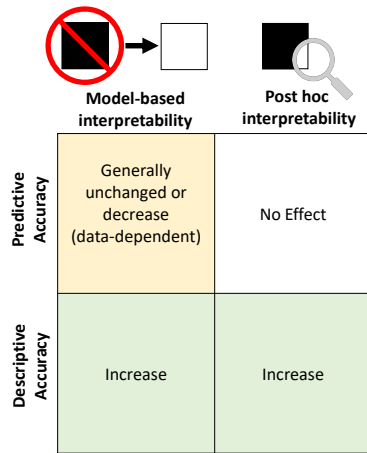 Model-based
interpretability
Post hoc
interpretability
Predictive
Accuracy
Generally
unchanged or
decrease
(data-dependent)
No Effect
Descriptive
Accuracy
Increase
Increase